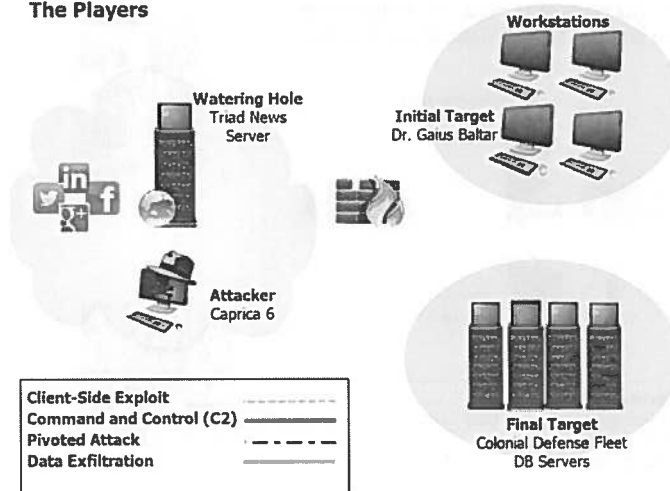 The Players
Workstations
Watering Hole
Triad News
Server
Initial Target
Dr. Gaius Baltar
in
f
g+
Attacker
Caprica 6
Client-Side Exploit
Command and Control (C2)
Pivoted Attack
Data Exfiltration
Final Target
Colonial Defense Fleet
DB Servers